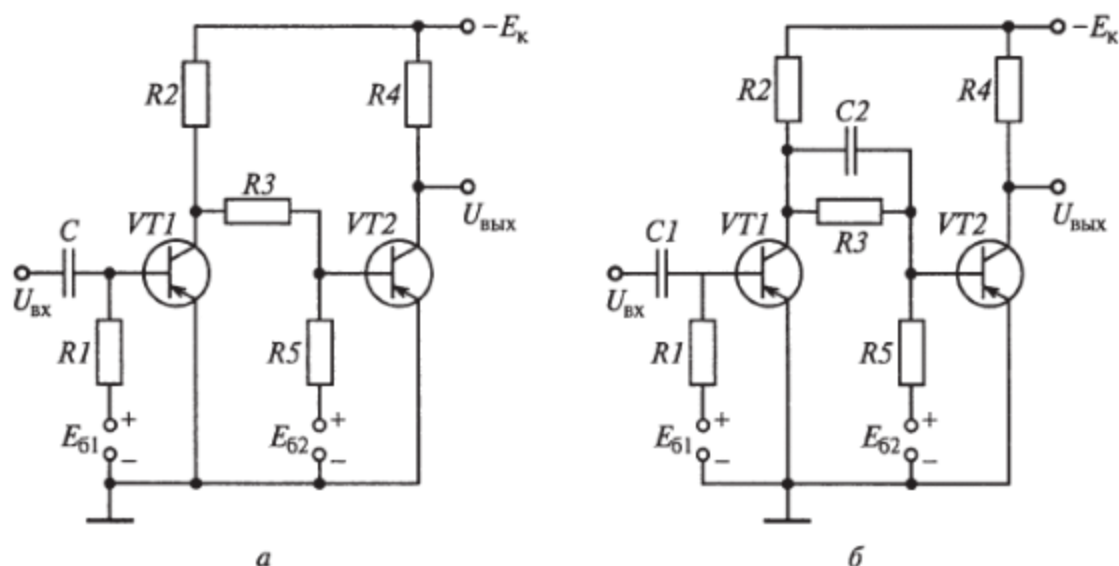 −Eк
R2
R4
R3
VT1
VT2
C
Uвх
Uвых
R1
R5
+
+
Eб1
Eб2
−
−
а
−Eк
R2
C2
R4
VT1
R3
VT2
C1
Uвх
Uвых
R1
R5
+
+
Eб1
Eб2
−
−
б